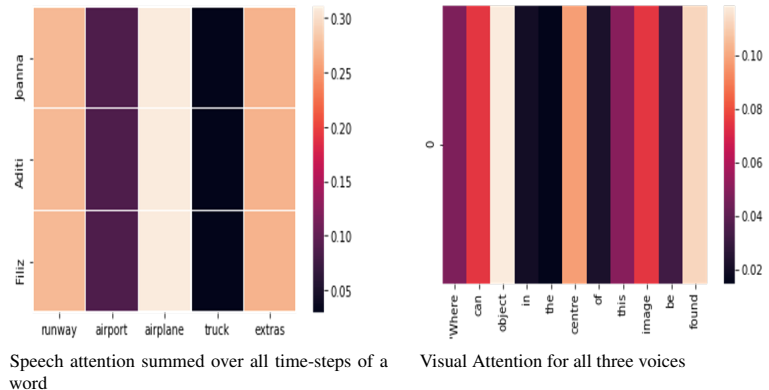 Joanna
Aditi
Filiz
runway airport airplane truck extras
0.30
0.25
0.20
0.15
0.10
0.05
0
"Where can object in the centre of this image be found
0.10
0.08
0.06
0.04
0.02
Speech attention summed over all time-steps of a
word
Visual Attention for all three voices